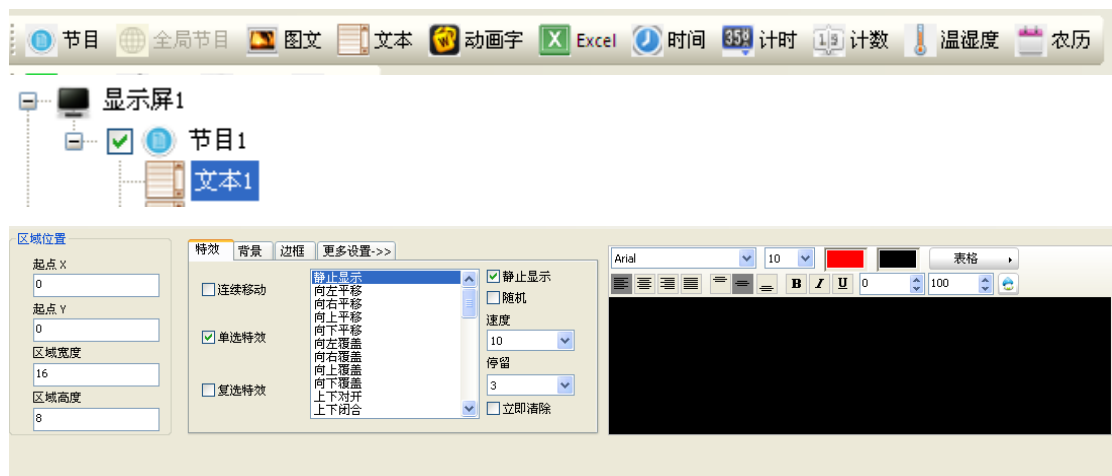 节目 全局节目 图文 文本 动画字 Excel 时间 计时 计数 温湿度 农历
显示屏1
节目1
文本1
区域位置
起点 X
0
起点 Y
0
区域宽度
16
区域高度
8
特效 背景 边框 更多设置->>
连续移动
单选特效
复选特效
静止显示
向左平移
向右平移
向上平移
向下平移
向左覆盖
向右覆盖
向上覆盖
向下覆盖
上下对开
上下闭合
静止显示
随机
速度
10
停留
3
立即清除
Arial 10 表格
B I U 0 100